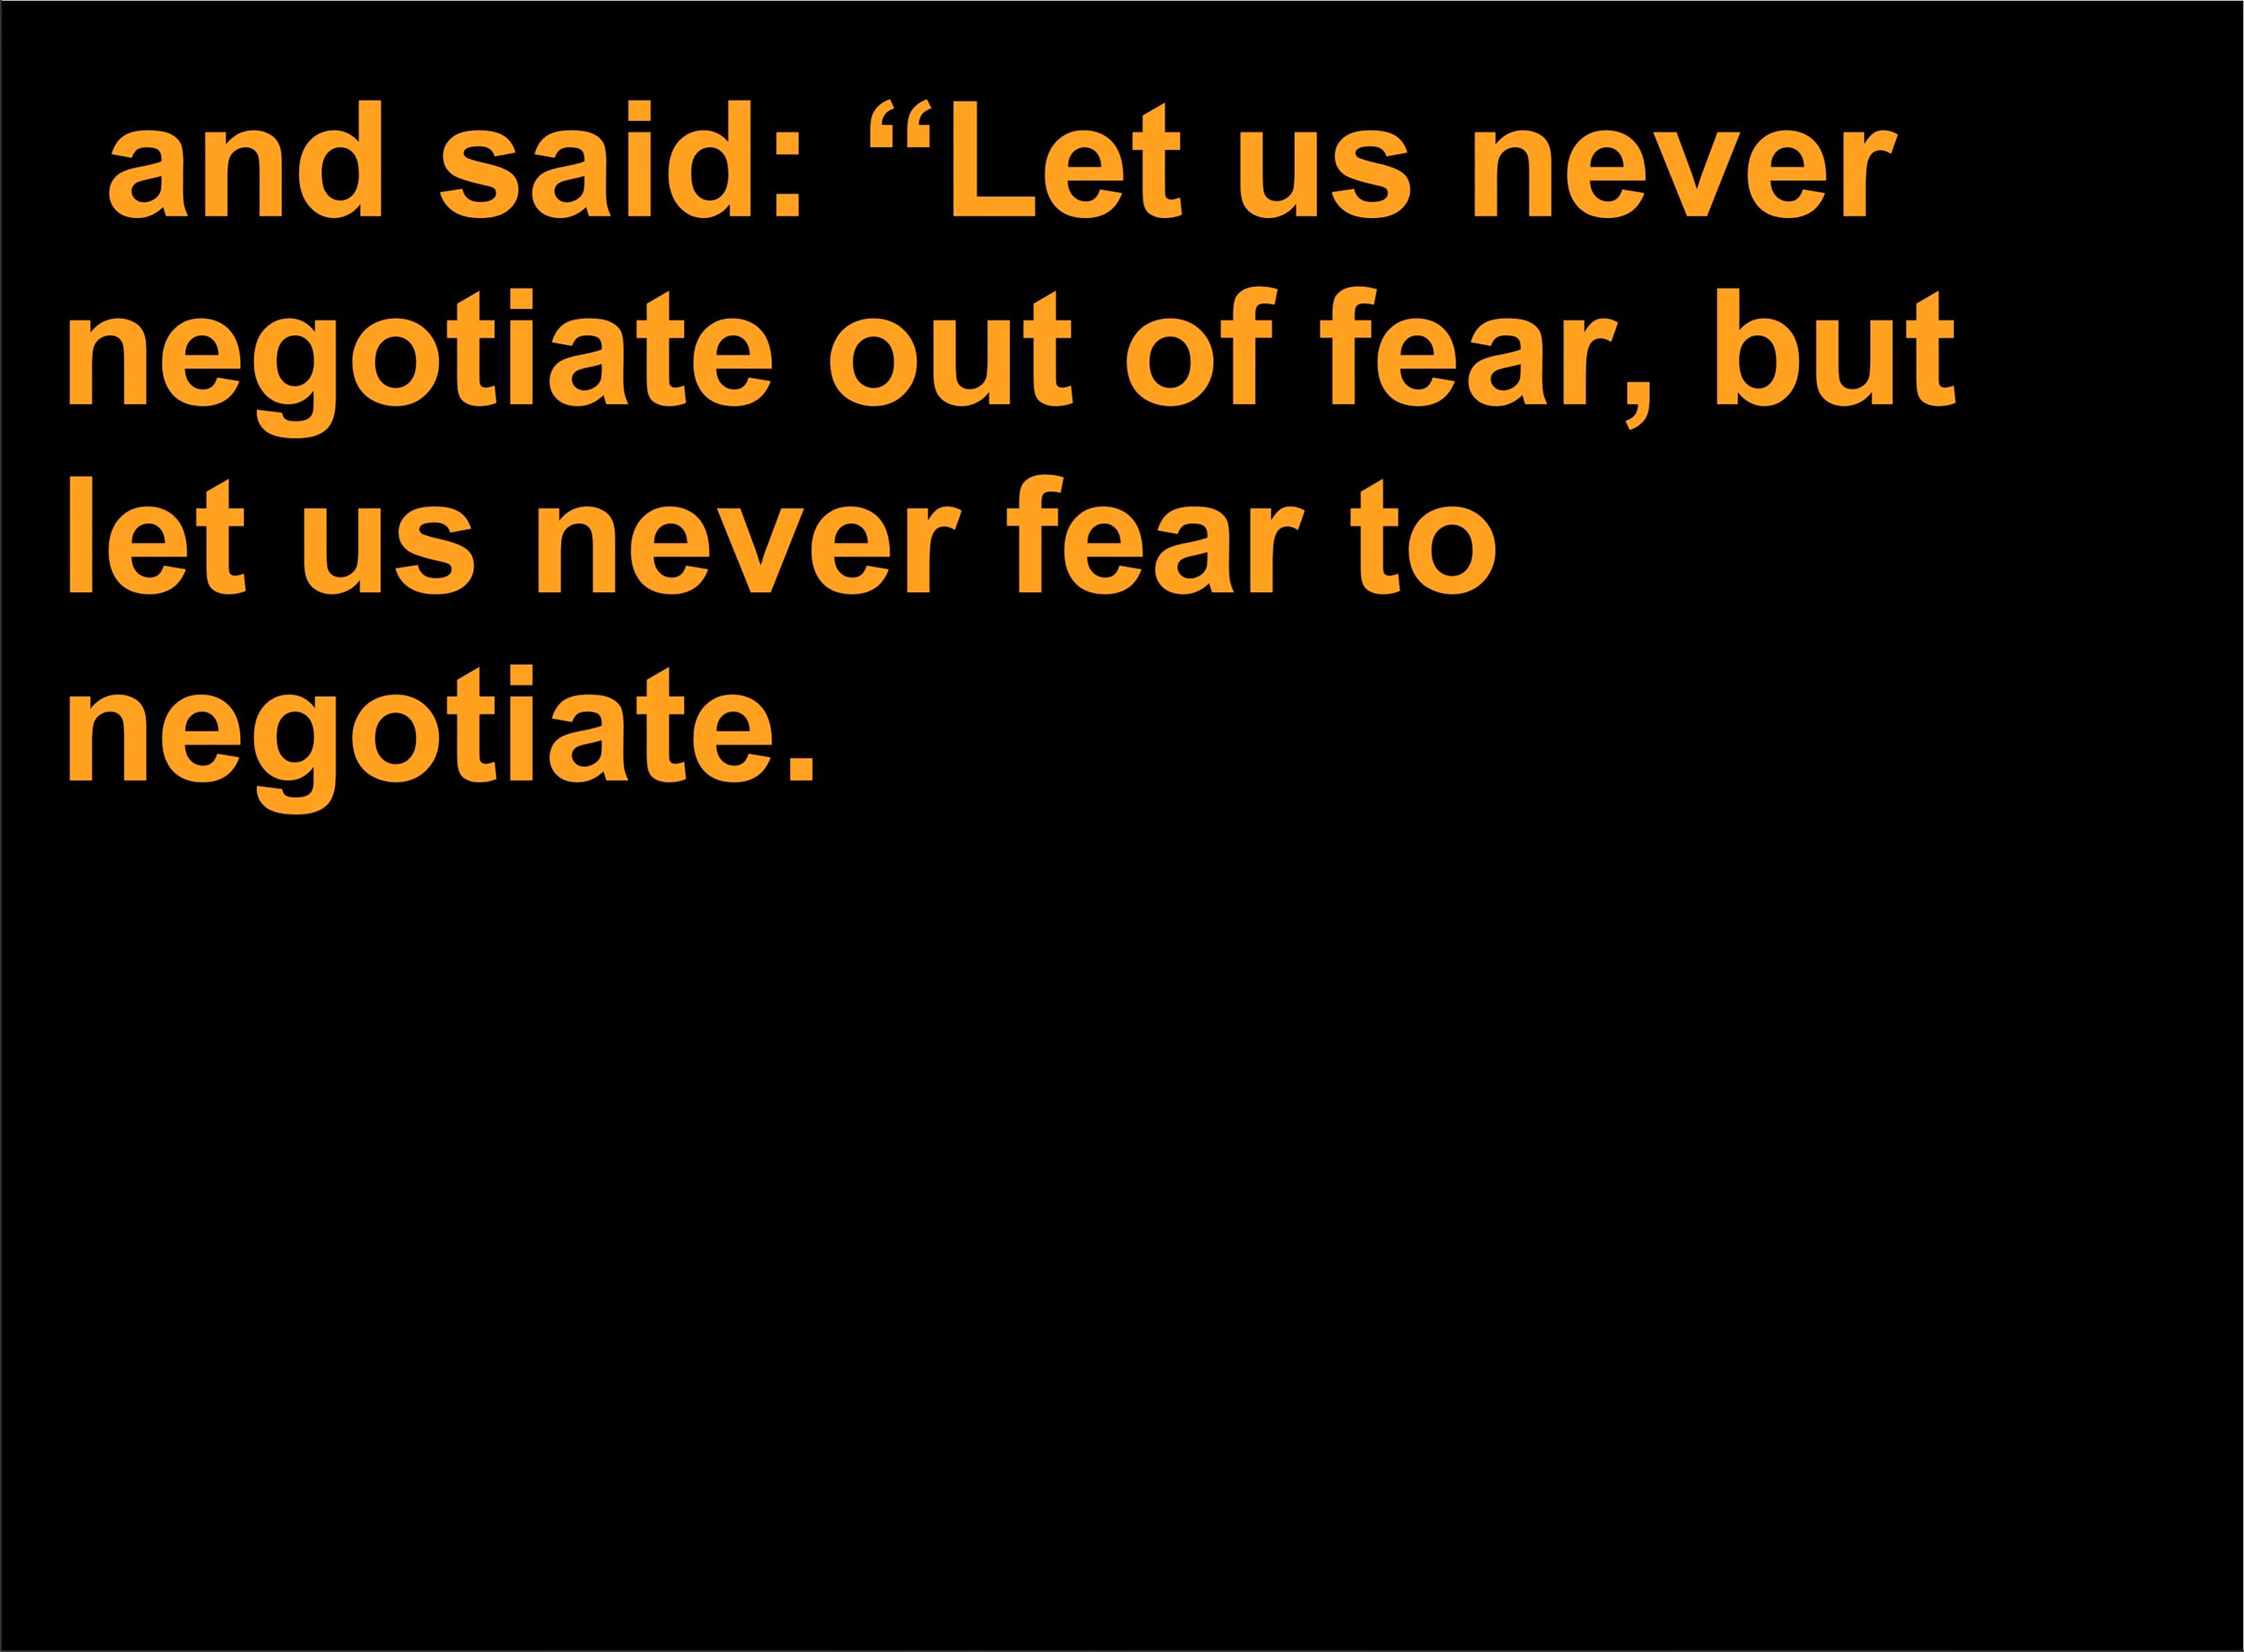 and said: “Let us never
negotiate out of fear, but
let us never fear to
negotiate.